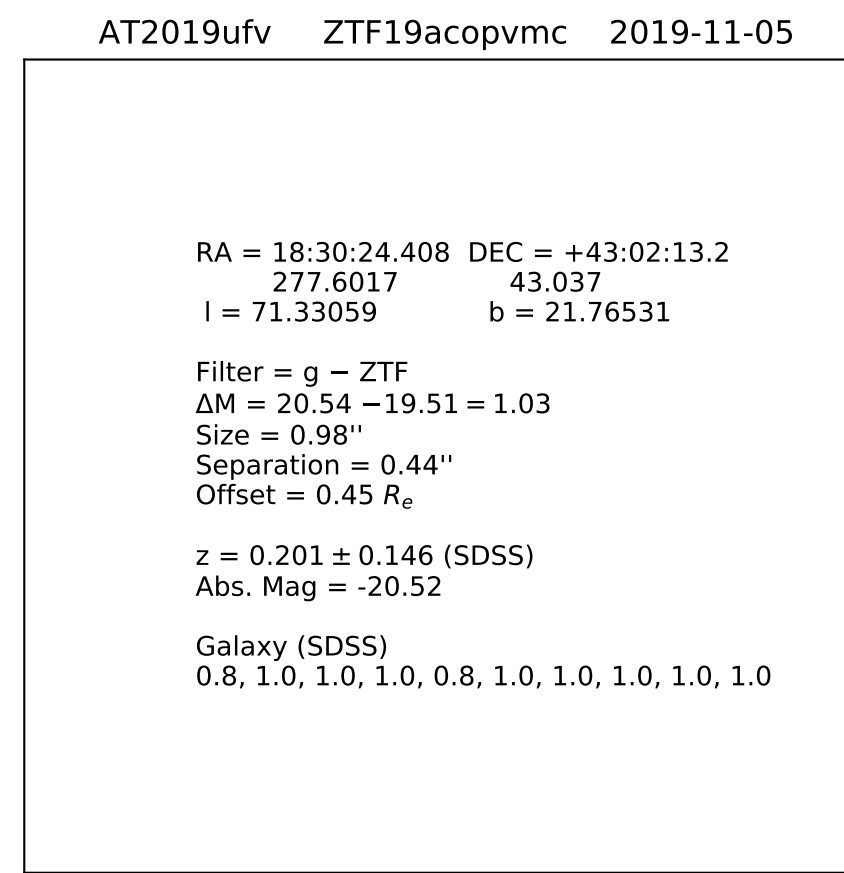 AT2019ufv ZTF19acopvmc 2019-11-05
RA = 18:30:24.408 DEC = +43:02:13.2
277.6017 43.037
l = 71.33059 b = 21.76531
Filter = g − ZTF
ΔM = 20.54 −19.51 = 1.03
Size = 0.98''
Separation = 0.44''
Offset = 0.45 Rₑ
z = 0.201 ± 0.146 (SDSS)
Abs. Mag = -20.52
Galaxy (SDSS)
0.8, 1.0, 1.0, 1.0, 0.8, 1.0, 1.0, 1.0, 1.0, 1.0